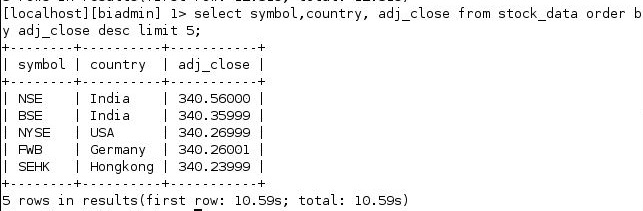 [localhost][biadmin] 1> select symbol,country, adj_close from stock_data order b
y adj_close desc limit 5;
+--------+----------+-----------+
| symbol | country  | adj_close |
+--------+----------+-----------+
| NSE    | India    | 340.56000 |
| BSE    | India    | 340.35999 |
| NYSE   | USA      | 340.26999 |
| FWB    | Germany  | 340.26001 |
| SEHK   | Hongkong | 340.23999 |
+--------+----------+-----------+
5 rows in results(first row: 10.59s; total: 10.59s)